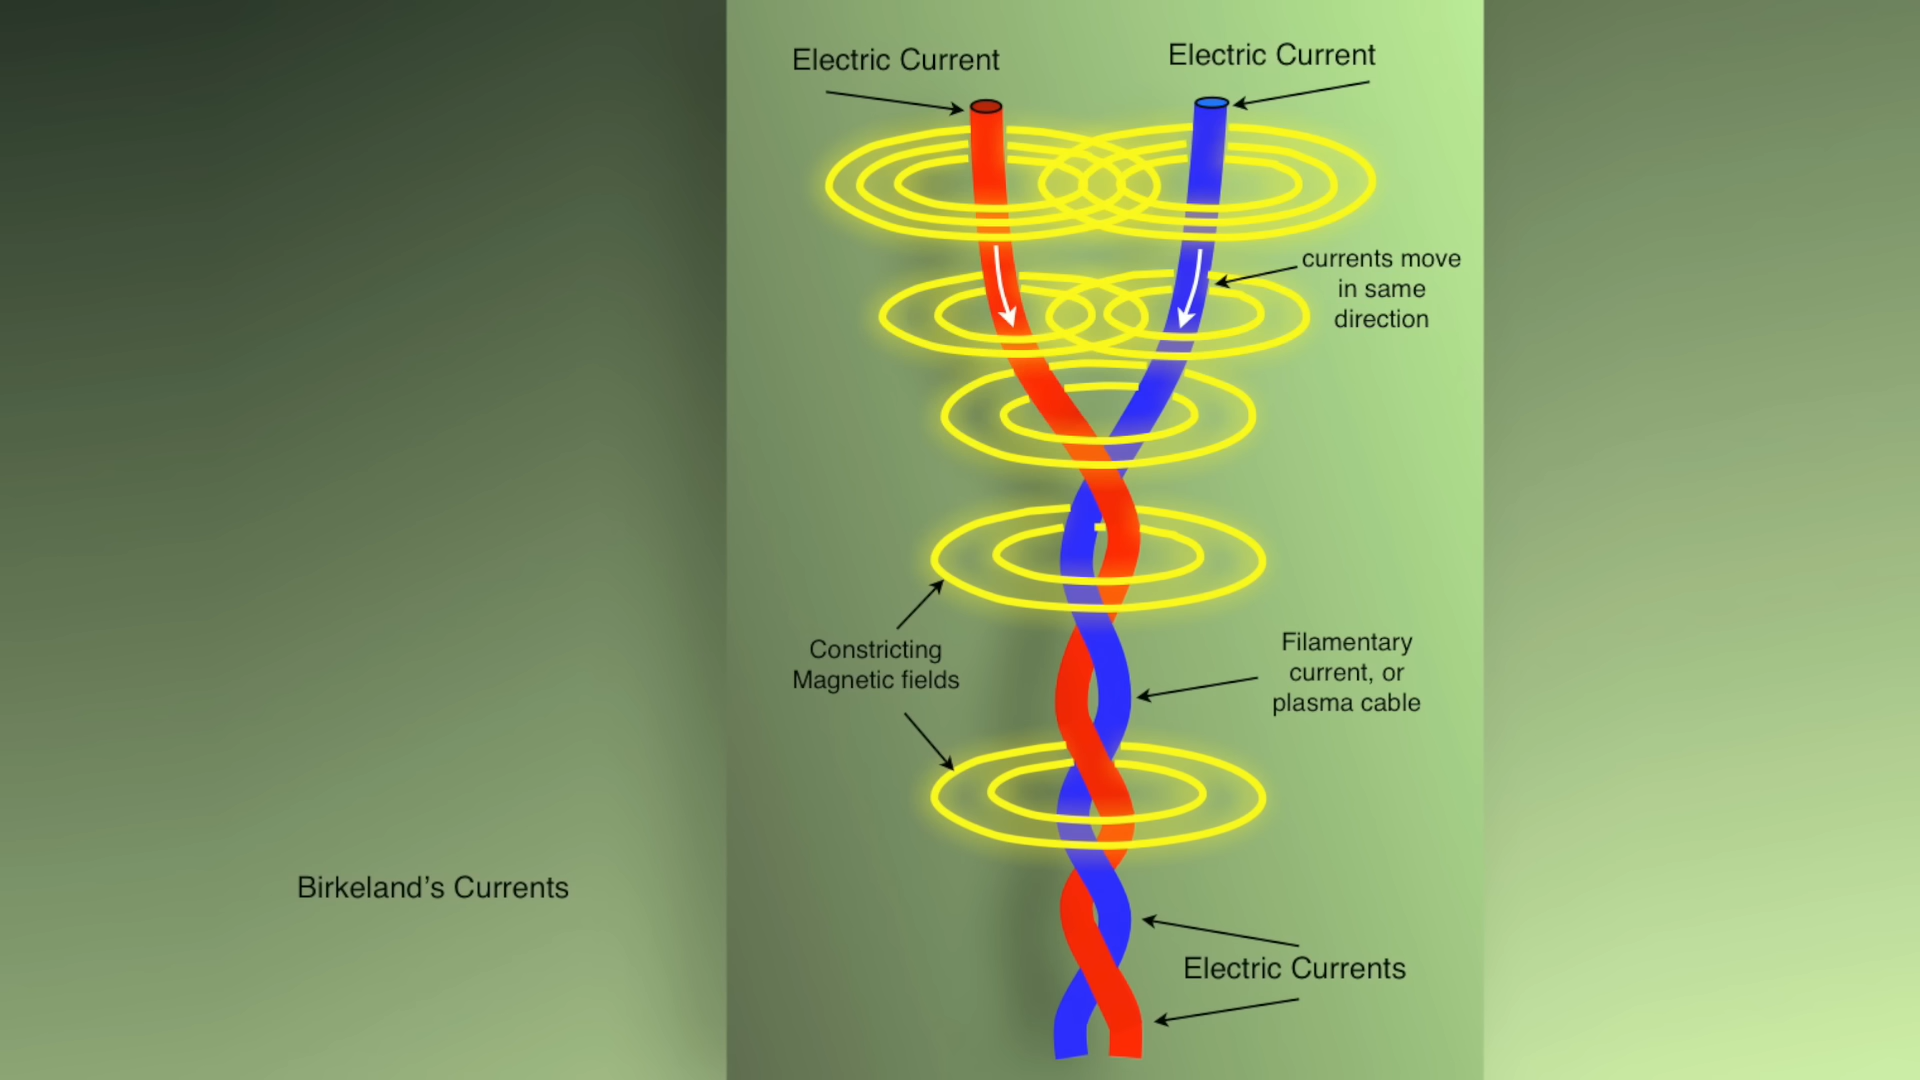 Electric Current
Electric Current
currents move
in same
direction
Constricting
Magnetic fields
Filamentary
current, or
plasma cable
Birkeland’s Currents
Electric Currents